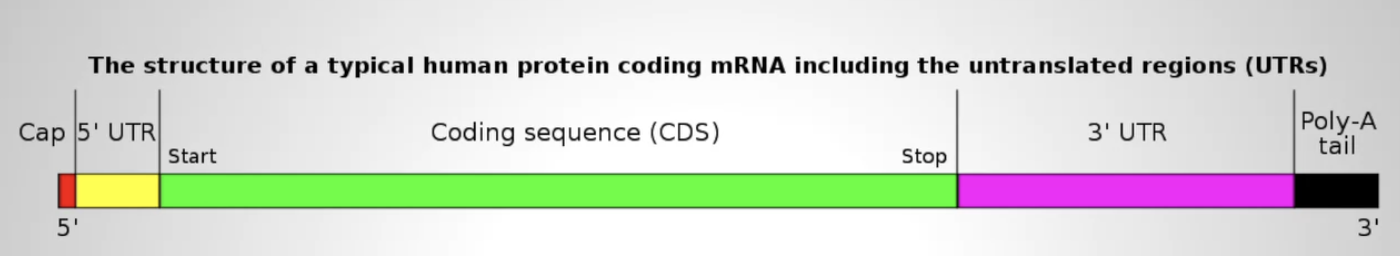 The structure of a typical human protein coding mRNA including the untranslated regions (UTRs)
Cap
5' UTR
Coding sequence (CDS)
3' UTR
Poly-A
tail
Start
Stop
5'
3'